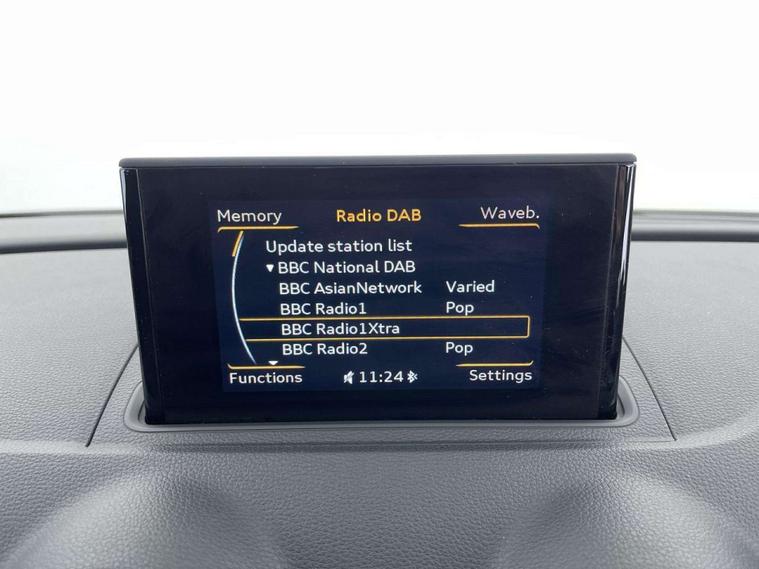 Memory Radio DAB Waveb.
Update station list
BBC National DAB
BBC AsianNetwork Varied
BBC Radio1 Pop
BBC Radio1Xtra
BBC Radio2 Pop
Functions 11:24 Settings